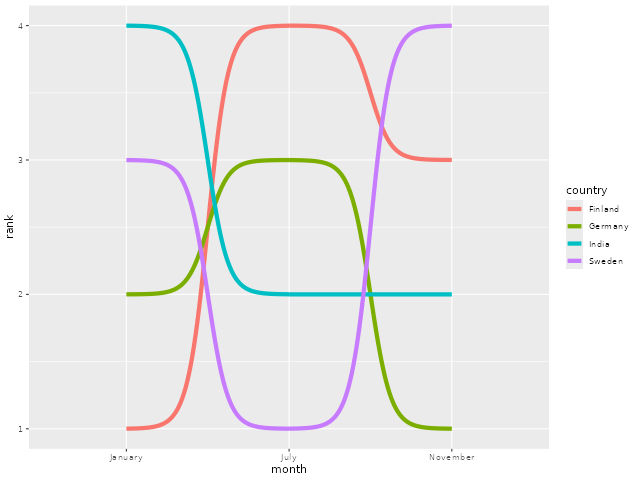 4
3
2
1
rank
January
July
November
month
country
Finland
Germany
India
Sweden